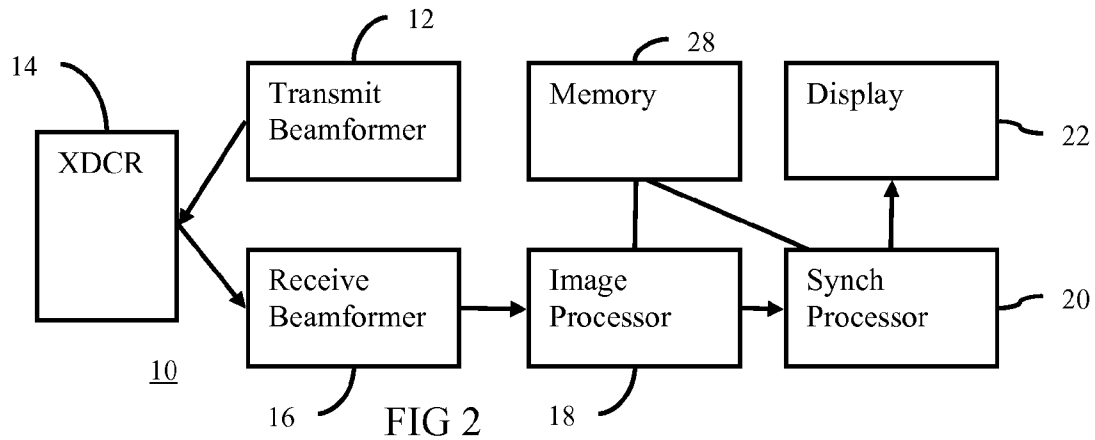 12
28
14
Transmit
Beamformer
Memory
Display
22
XDCR
Receive
Beamformer
Image
Processor
Synch
Processor
20
10
16
18
FIG 2